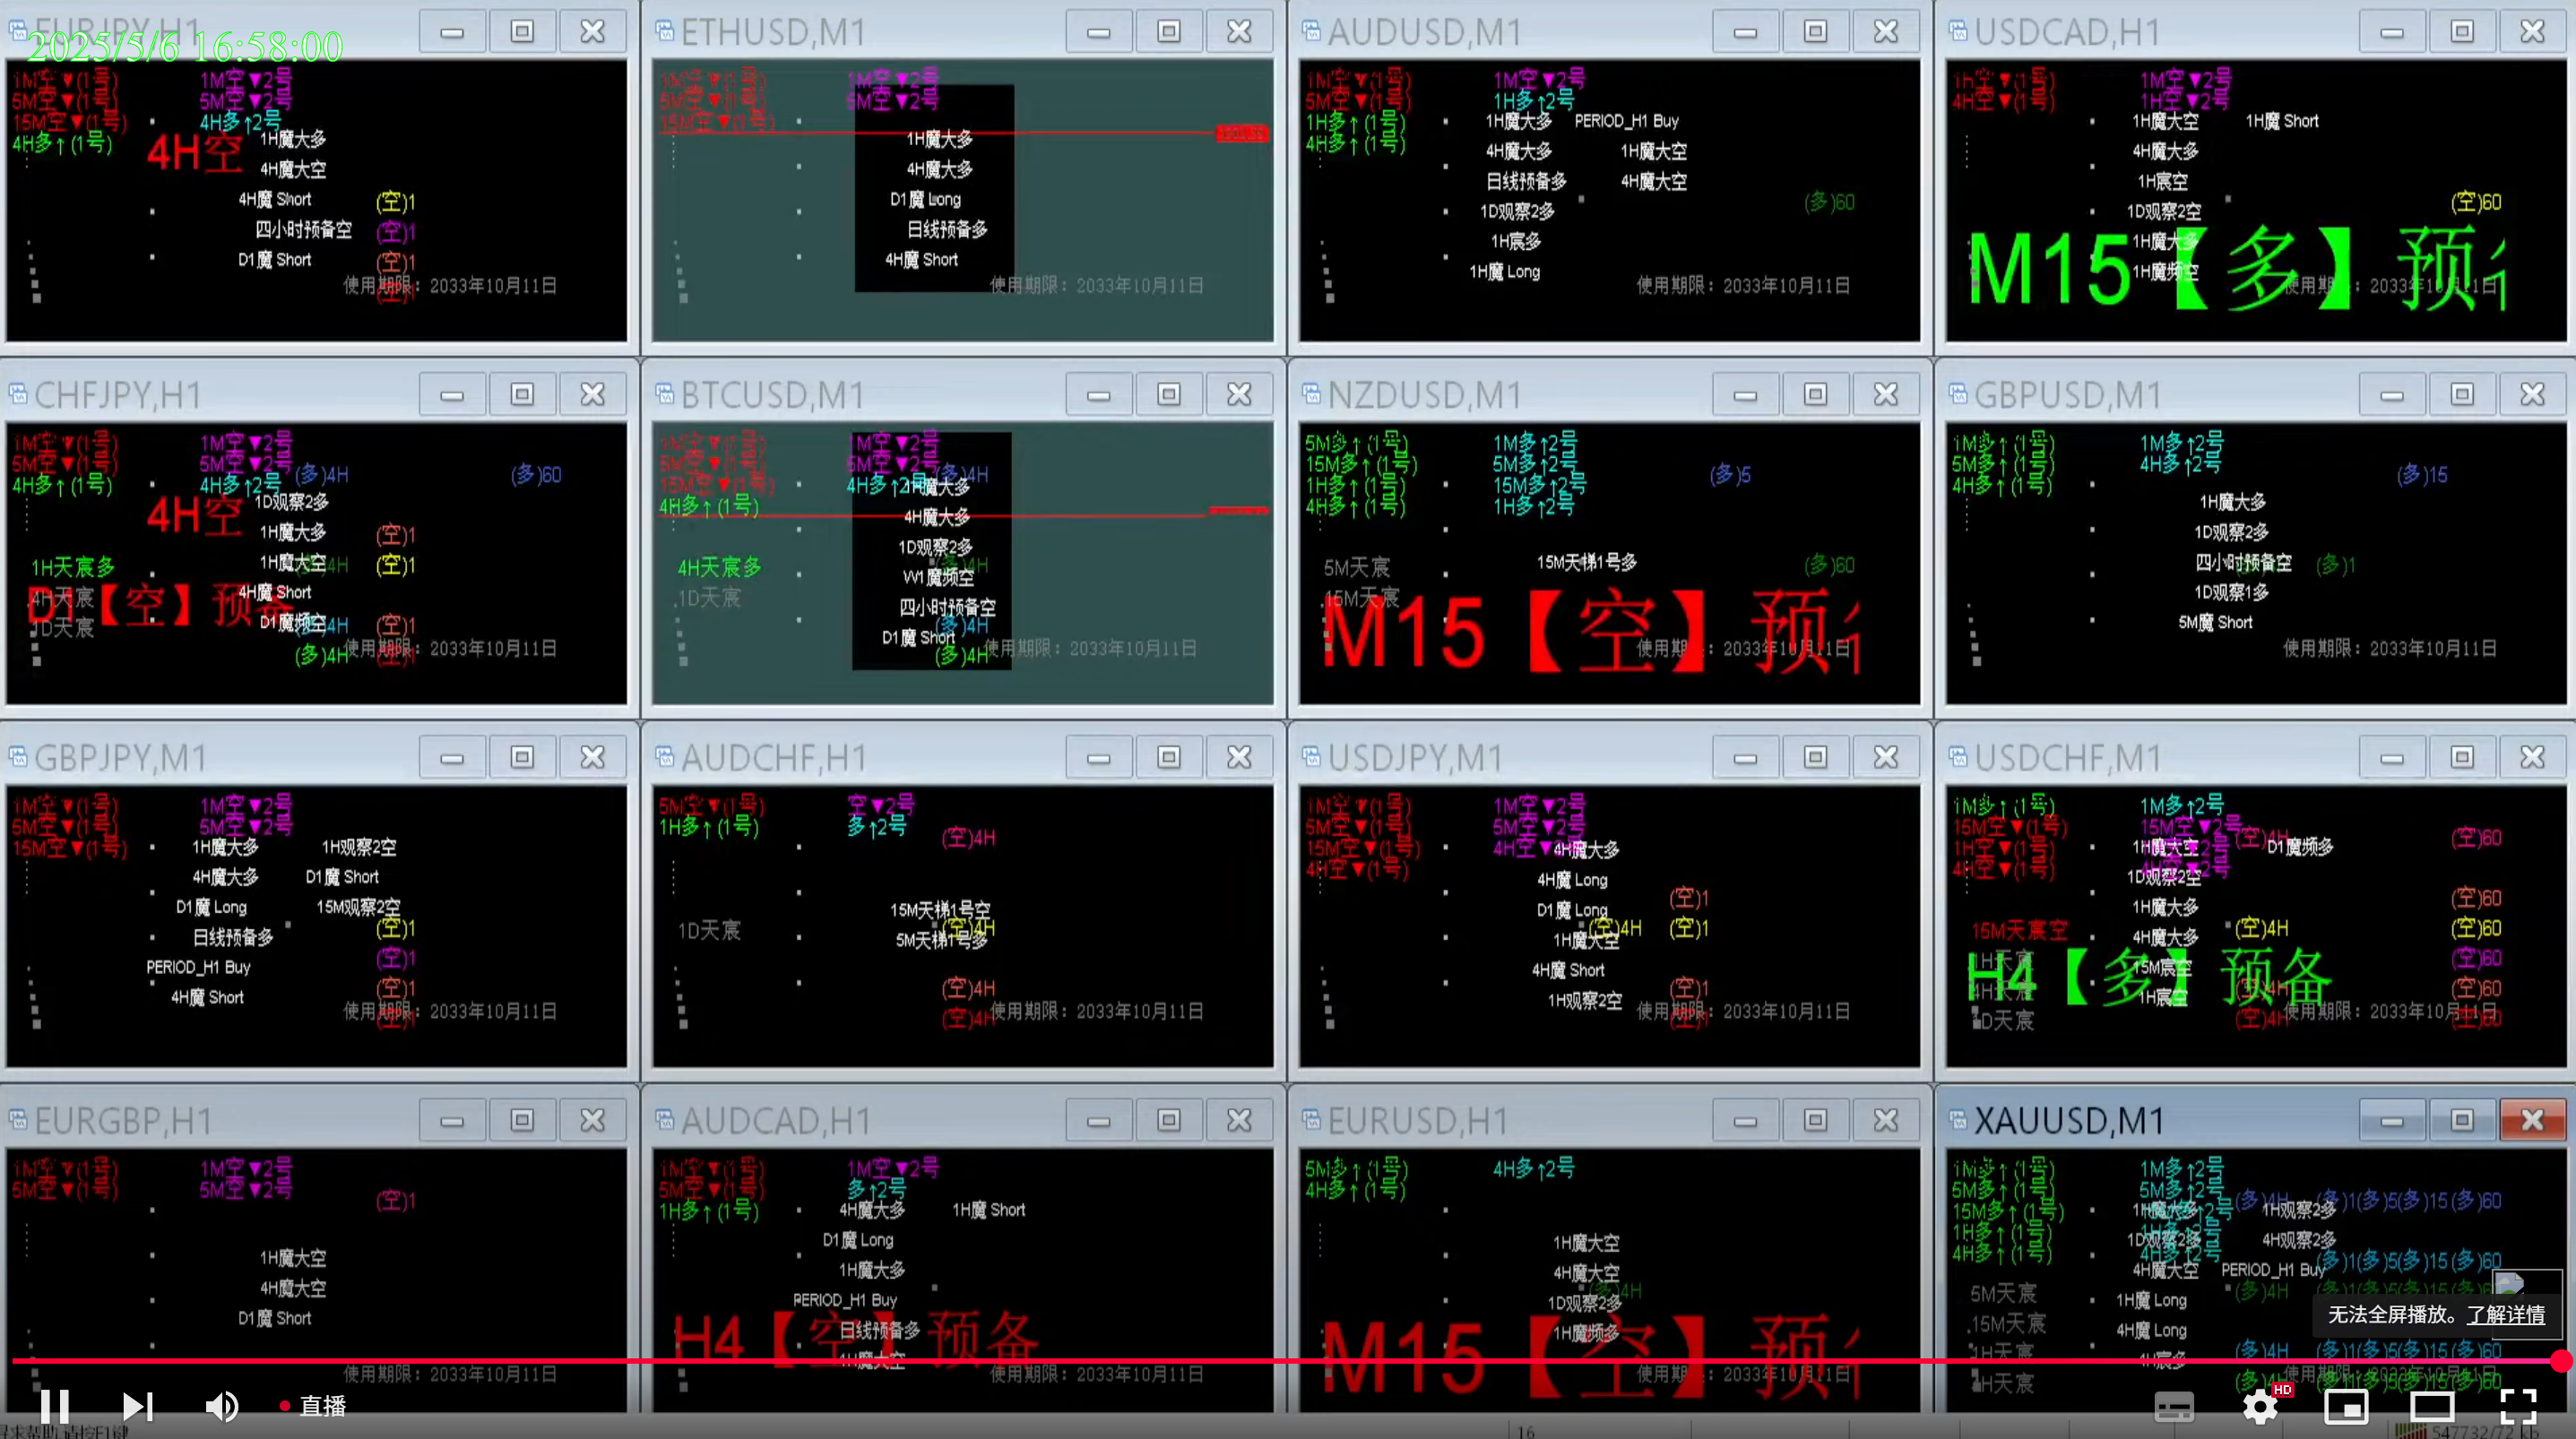 EURJPY,H1
2025/5/6 16:58:00
1M空▼(1号)
5M空▼(1号)
15M空▼(1号)
4H多↑(1号)
1M空▼2号
5M空▼2号
4H多↑2号
4H空
1H魔大多
4H魔大空
4H魔 Short
四小时预备空
D1魔 Short
(空)1
(空)1
(空)1
使用期限：2033年10月11日
ETHUSD,M1
1M空▼(1号)
5M空▼(1号)
15M空▼(1号)
1M空▼2号
5M空▼2号
1H魔大多
4H魔大多
D1魔 Long
日线预备多
4H魔 Short
使用期限：2033年10月11日
AUDUSD,M1
1M空▼(1号)
5M空▼(1号)
1H多↑(1号)
4H多↑(1号)
1M空▼2号
1H多↑2号
1H魔大多 PERIOD_H1 Buy
4H魔大多 1H魔大空
日线预备多 4H魔大空
1D观察2多
1H宸多
1H魔 Long
(多)60
使用期限：2033年10月11日
USDCAD,H1
1h空▼(1号)
4H空▼(1号)
1M空▼2号
1H空▼2号
1H魔大空 1H魔 Short
4H魔大多
1H宸空
1D观察2空
1H魔大多
1H魔频空
(空)60
M15【多】预
使用期限：2033年10月11日
CHFJPY,H1
1M空▼(1号)
5M空▼(1号)
4H多↑(1号)
1M空▼2号
5M空▼2号
4H多↑2号
(多)4H
(多)60
4H空
1D观察2多
1H魔大多
1H魔大空
4H魔 Short
D1魔频空
(空)1
(空)1
(空)1
1H天宸多
4H天宸
1D天宸
D1【空】预备
(多)4H
使用期限：2033年10月11日
BTCUSD,M1
1M空▼(1号)
5M空▼(1号)
15M空▼(1号)
4H多↑(1号)
1M空▼2号
5M空▼2号
4H多↑2号
(多)4H
1H魔大多
4H魔大多
1D观察2多
W1魔频空
四小时预备空
D1魔 Short
4H天宸多
1D天宸
(多)4H
(多)4H
使用期限：2033年10月11日
NZDUSD,M1
5M多↑(1号)
15M多↑(1号)
1H多↑(1号)
4H多↑(1号)
1M多↑2号
5M多↑2号
15M多↑2号
1H多↑2号
(多)5
15M天梯1号多
(多)60
5M天宸
15M天宸
M15【空】预
使用期限：2033年10月11日
GBPUSD,M1
1M多↑(1号)
5M多↑(1号)
4H多↑(1号)
1M多↑2号
4H多↑2号
(多)15
1H魔大多
1D观察2多
四小时预备空
1D观察1多
5M魔 Short
(多)1
使用期限：2033年10月11日
GBPJPY,M1
1M空▼(1号)
5M空▼(1号)
15M空▼(1号)
1M空▼2号
5M空▼2号
1H魔大多 1H观察2空
4H魔大多 D1魔 Short
D1魔 Long 15M观察2空
日线预备多
PERIOD_H1 Buy
4H魔 Short
(空)1
(空)1
(空)1
(空)1
使用期限：2033年10月11日
AUDCHF,H1
5M空▼(1号)
1H多↑(1号)
空▼2号
多↑2号
(空)4H
15M天梯1号空
(空)4H
5M天梯1号多
1D天宸
(空)4H
(空)4H
使用期限：2033年10月11日
USDJPY,M1
1M空▼(1号)
5M空▼(1号)
15M空▼(1号)
4H空▼(1号)
1M空▼2号
5M空▼2号
4H空▼2号
4H魔大多
4H魔 Long
D1魔 Long
1H魔大空
4H魔 Short
1H观察2空
(空)1
(空)4H (空)1
(空)1
(空)1
使用期限：2033年10月11日
USDCHF,M1
1M多↑(1号)
15M空▼(1号)
1H空▼(1号)
4H空▼(1号)
1M多↑2号
15M空▼2号
(空)4H
(空)60
1H魔大空 D1魔频多
1D观察2空
1H魔大多
4H魔大多
15M宸空
1H宸空
(空)60
(空)4H (空)60
(空)60
(空)4H (空)60
(空)4H (空)60
15M天宸空
1H天宸
4H天宸
1D天宸
H4【多】预备
使用期限：2033年10月11日
EURGBP,H1
1M空▼(1号)
5M空▼(1号)
1M空▼2号
5M空▼2号
(空)1
1H魔大空
4H魔大空
D1魔 Short
使用期限：2033年10月11日
AUDCAD,H1
1M空▼(1号)
5M空▼(1号)
1H多↑(1号)
1M空▼2号
多↑2号
4H魔大多 1H魔 Short
D1魔 Long
1H魔大多
PERIOD_H1 Buy
日线预备多
1H魔大空
H4【空】预备
使用期限：2033年10月11日
EURUSD,H1
5M多↑(1号)
4H多↑(1号)
4H多↑2号
1H魔大空
4H魔大空
(多)4H
1D观察2多
1H魔频多
M15【空】预
使用期限：2033年10月11日
XAUUSD,M1
1M多↑(1号)
5M多↑(1号)
15M多↑(1号)
1H多↑(1号)
4H多↑(1号)
1M多↑2号
5M多↑2号
15M多↑2号
1H多↑2号
4H多↑2号
(多)4H (多)1(多)5(多)15(多)60
1H魔大多 1H观察2多
1D观察2多 4H观察2多
4H魔大空 PERIOD_H1 Buy
1H魔 Long
4H魔 Long
(多)1(多)5(多)15(多)60
(多)4H
(多)4H (多)1(多)5(多)15(多)60
5M天宸
15M天宸
1H天宸
4H天宸
使用期限：2033年10月11日
无法全屏播放。了解详情
直播
HD
寻求帮助,请按F1键
16
547732/72 kb